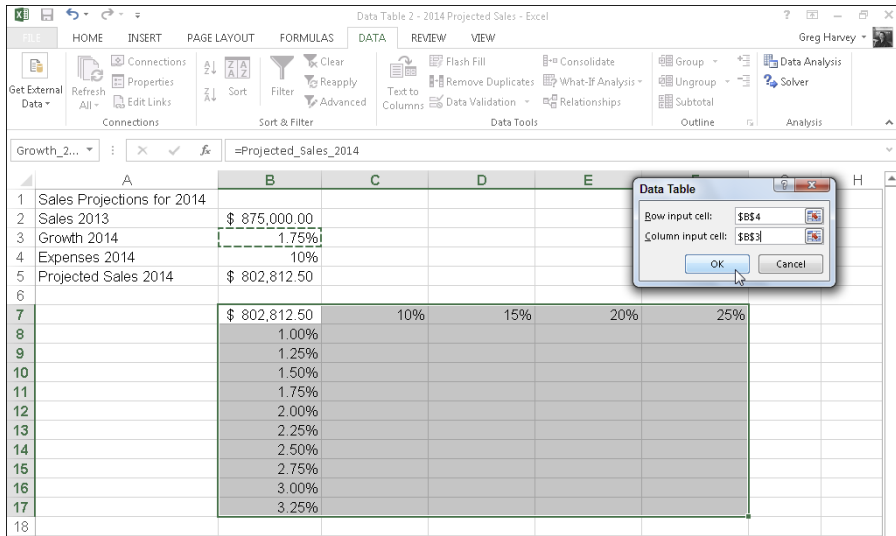 Data Table 2 - 2014 Projected Sales - Excel
FILE HOME INSERT PAGE LAYOUT FORMULAS DATA REVIEW VIEW Greg Harvey
Get External Data
Refresh All
Connections
Properties
Edit Links
Connections
Sort
Filter
Clear
Reapply
Advanced
Sort & Filter
Text to Columns
Flash Fill
Remove Duplicates
Data Validation
Consolidate
What-If Analysis
Relationships
Data Tools
Group
Ungroup
Subtotal
Outline
Data Analysis
Solver
Analysis
Growth_2... fx =Projected_Sales_2014
A B C D E H
1 Sales Projections for 2014
2 Sales 2013 $ 875,000.00
3 Growth 2014 1.75%
4 Expenses 2014 10%
5 Projected Sales 2014 $ 802,812.50
6
7 $ 802,812.50 10% 15% 20% 25%
8 1.00%
9 1.25%
10 1.50%
11 1.75%
12 2.00%
13 2.25%
14 2.50%
15 2.75%
16 3.00%
17 3.25%
18
Data Table
Row input cell: $B$4
Column input cell: $B$3
OK Cancel